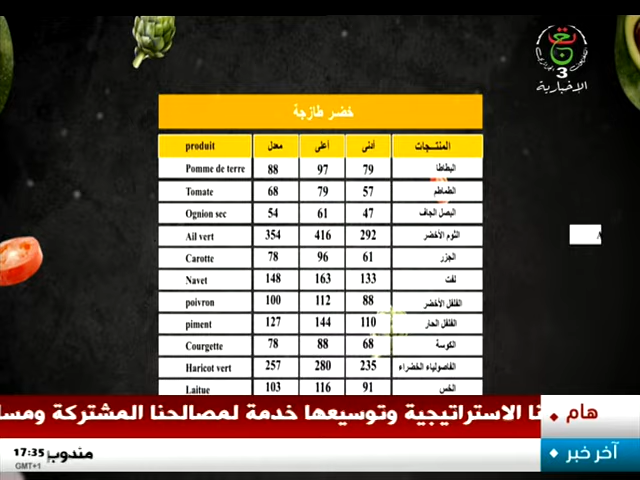 3
الإخبارية
خضر طازجة
produit معدل أعلى أدنى المنتـجات
Pomme de terre 88 97 79 البطاطا
Tomate 68 79 57 الطماطم
Ognion sec 54 61 47 البصل الجاف
Ail vert 354 416 292 الثوم الأخضر
Carotte 78 96 61 الجزر
Navet 148 163 133 لفت
poivron 100 112 88 الفلفل الأخضر
piment 127 144 110 الفلفل الحار
Courgette 78 88 68 الكوسة
Haricot vert 257 280 235 الفاصولياء الخضراء
Laitue 103 116 91 الخس
هام
نا الاستراتيجية وتوسيعها خدمة لمصالحنا المشتركة ومسا
آخر خبر
مندوب
17:35
GMT+1